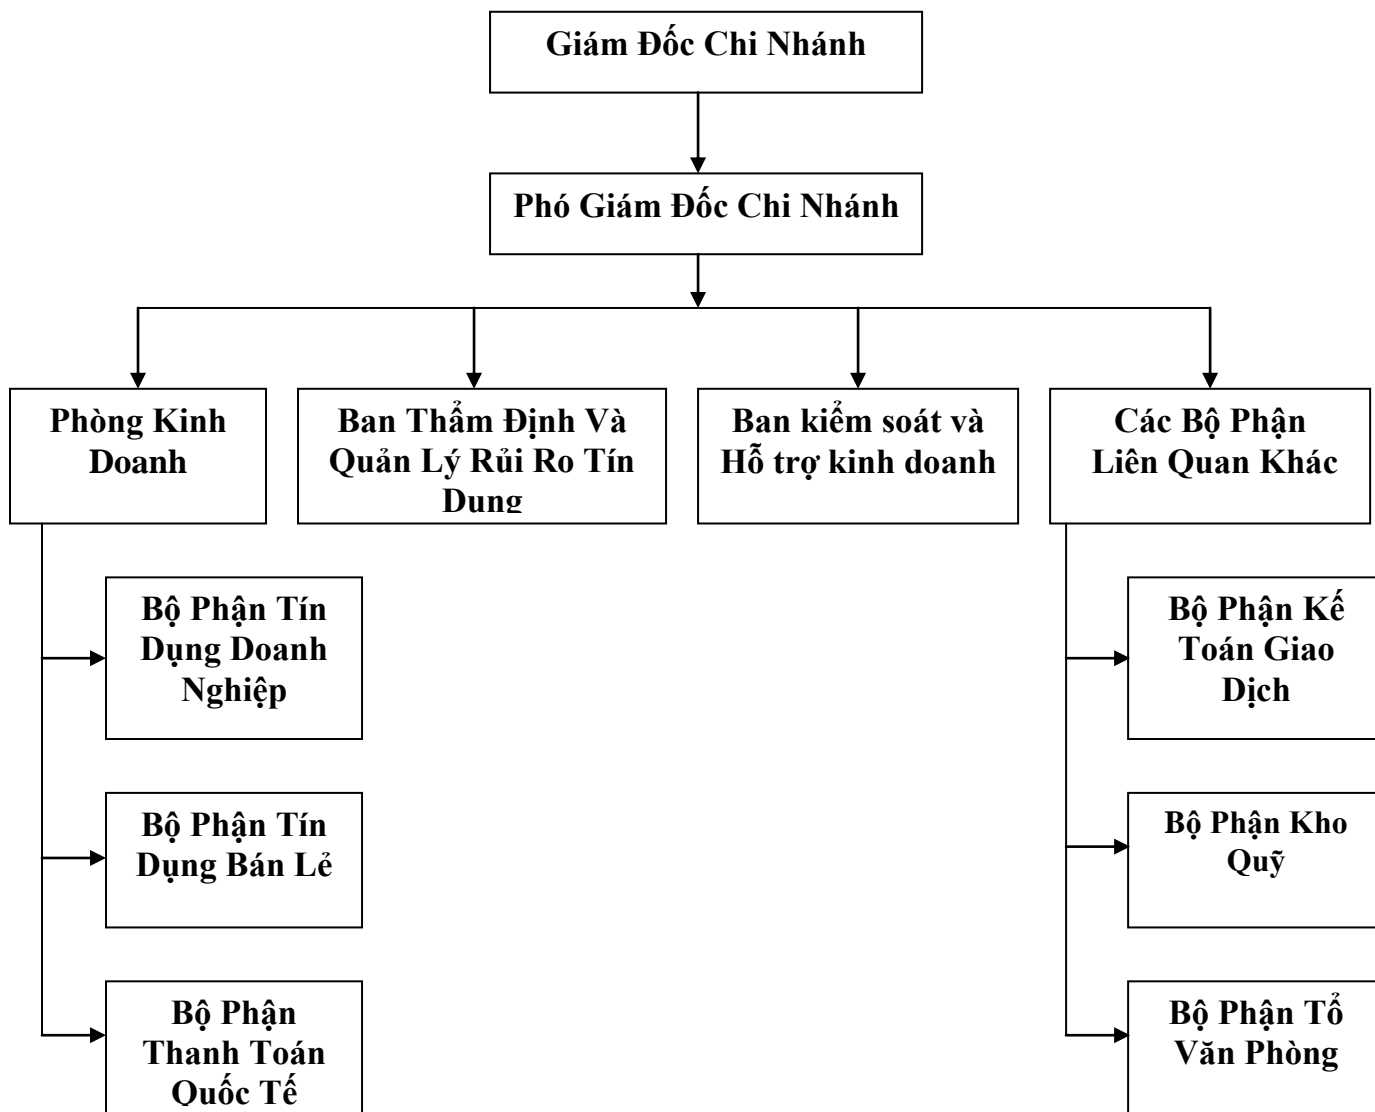 Giám Đốc Chi Nhánh
Phó Giám Đốc Chi Nhánh
Phòng Kinh
Doanh
Ban Thẩm Định Và
Quản Lý Rủi Ro Tín
Dung
Ban kiểm soát và
Hỗ trợ kinh doanh
Các Bộ Phận
Liên Quan Khác
Bộ Phận Tín
Dụng Doanh
Nghiệp
Bộ Phận Kế
Toán Giao
Dịch
Bộ Phận Tín
Dụng Bán Lẻ
Bộ Phận Kho
Quỹ
Bộ Phận
Thanh Toán
Quốc Tế
Bộ Phận Tổ
Văn Phòng